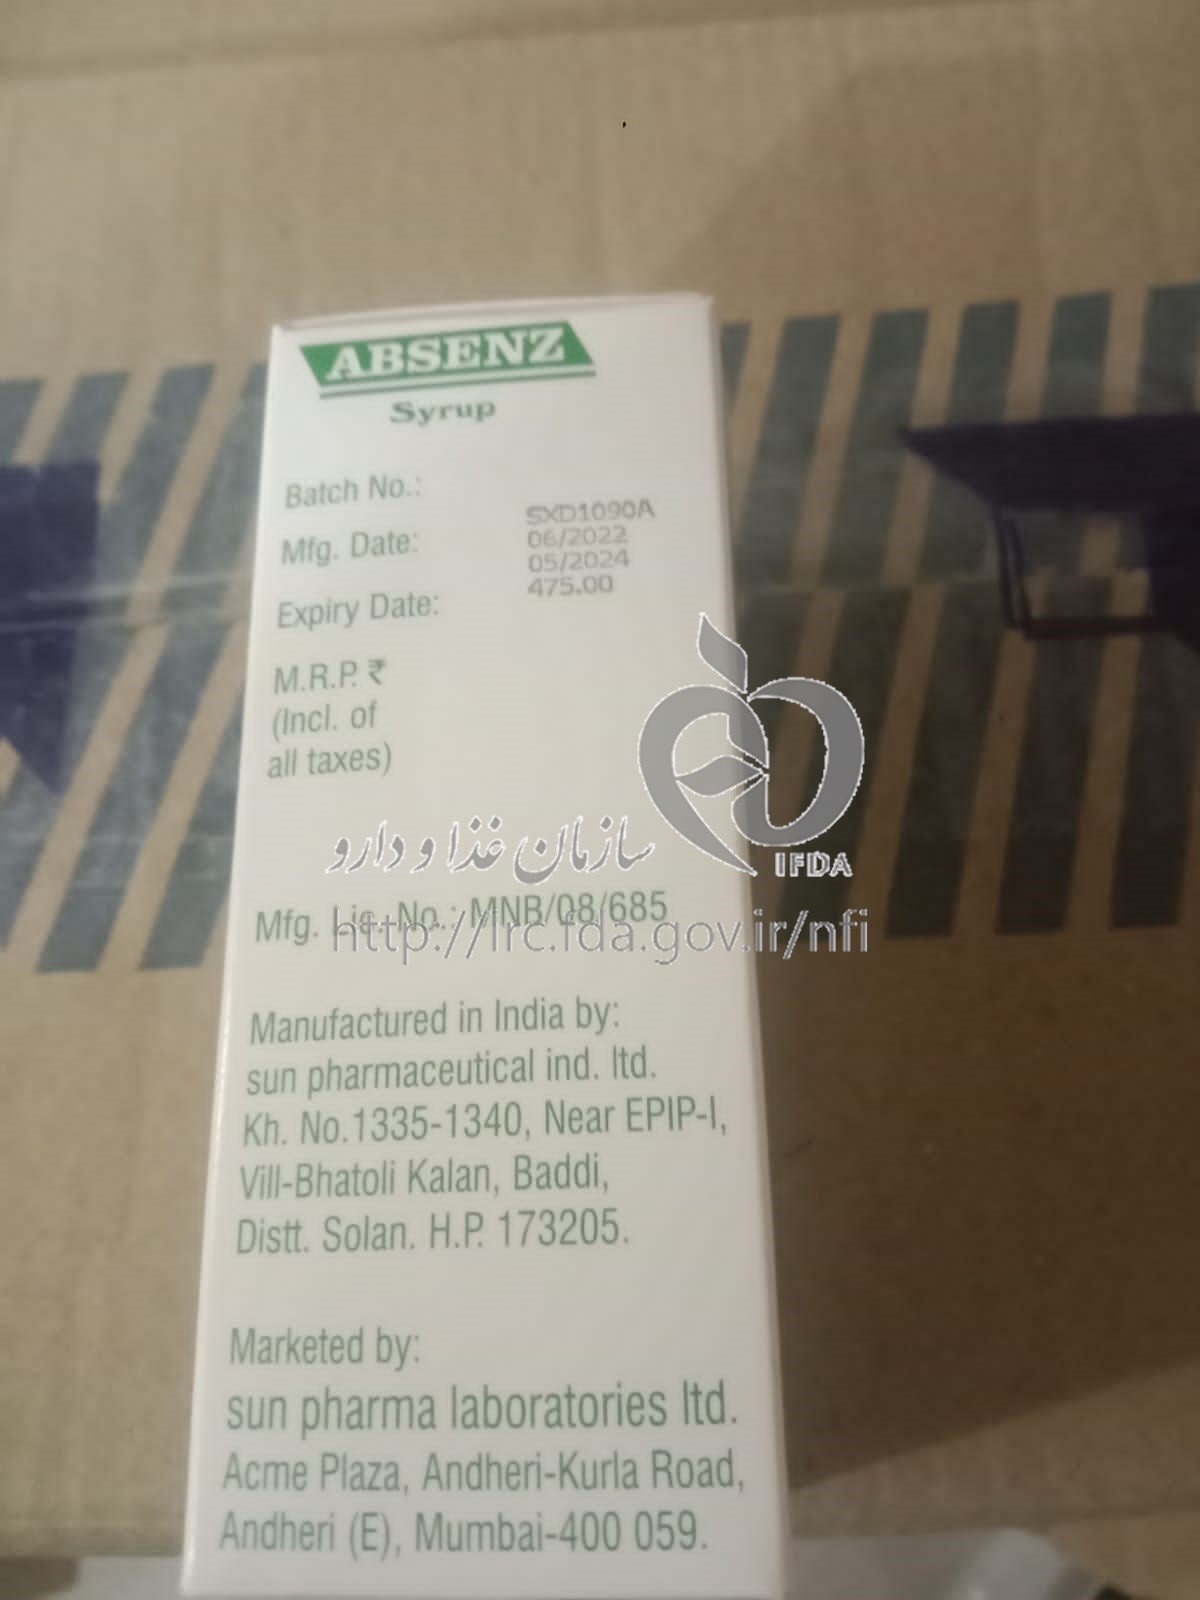 ABSENZ
Syrup
Batch No.:
Mfg. Date:
Expiry Date:
M.R.P. ₹
(Incl. of
all taxes)
SXD1090A
06/2022
05/2024
475.00
سازمان غذا و دارو
IFDA
Mfg. Lic. No.: MNB/08/685
http://irc.fda.gov.ir/nfi
Manufactured in India by:
sun pharmaceutical ind. ltd.
Kh. No.1335-1340, Near EPIP-I,
Vill-Bhatoli Kalan, Baddi,
Distt. Solan. H.P. 173205.
Marketed by:
sun pharma laboratories ltd.
Acme Plaza, Andheri-Kurla Road,
Andheri (E), Mumbai-400 059.